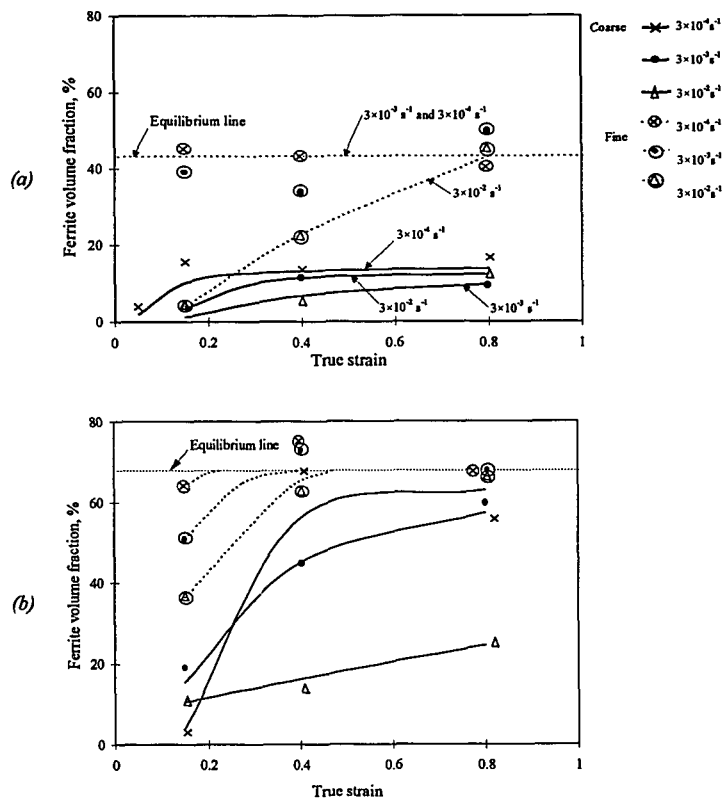 (a)
Ferrite volume fraction, %
80
60
40
20
0
0
0.2
0.4
0.6
0.8
1
True strain
Equilibrium line
3×10⁻³ s⁻¹ and 3×10⁻⁴ s⁻¹
3×10⁻² s⁻¹
3×10⁻⁴ s⁻¹
3×10⁻² s⁻¹
3×10⁻³ s⁻¹
Coarse
3×10⁻⁴ s⁻¹
3×10⁻³ s⁻¹
3×10⁻² s⁻¹
Fine
3×10⁻⁴ s⁻¹
3×10⁻³ s⁻¹
3×10⁻² s⁻¹
(b)
Ferrite volume fraction, %
80
60
40
20
0
0
0.2
0.4
0.6
0.8
1
True strain
Equilibrium line